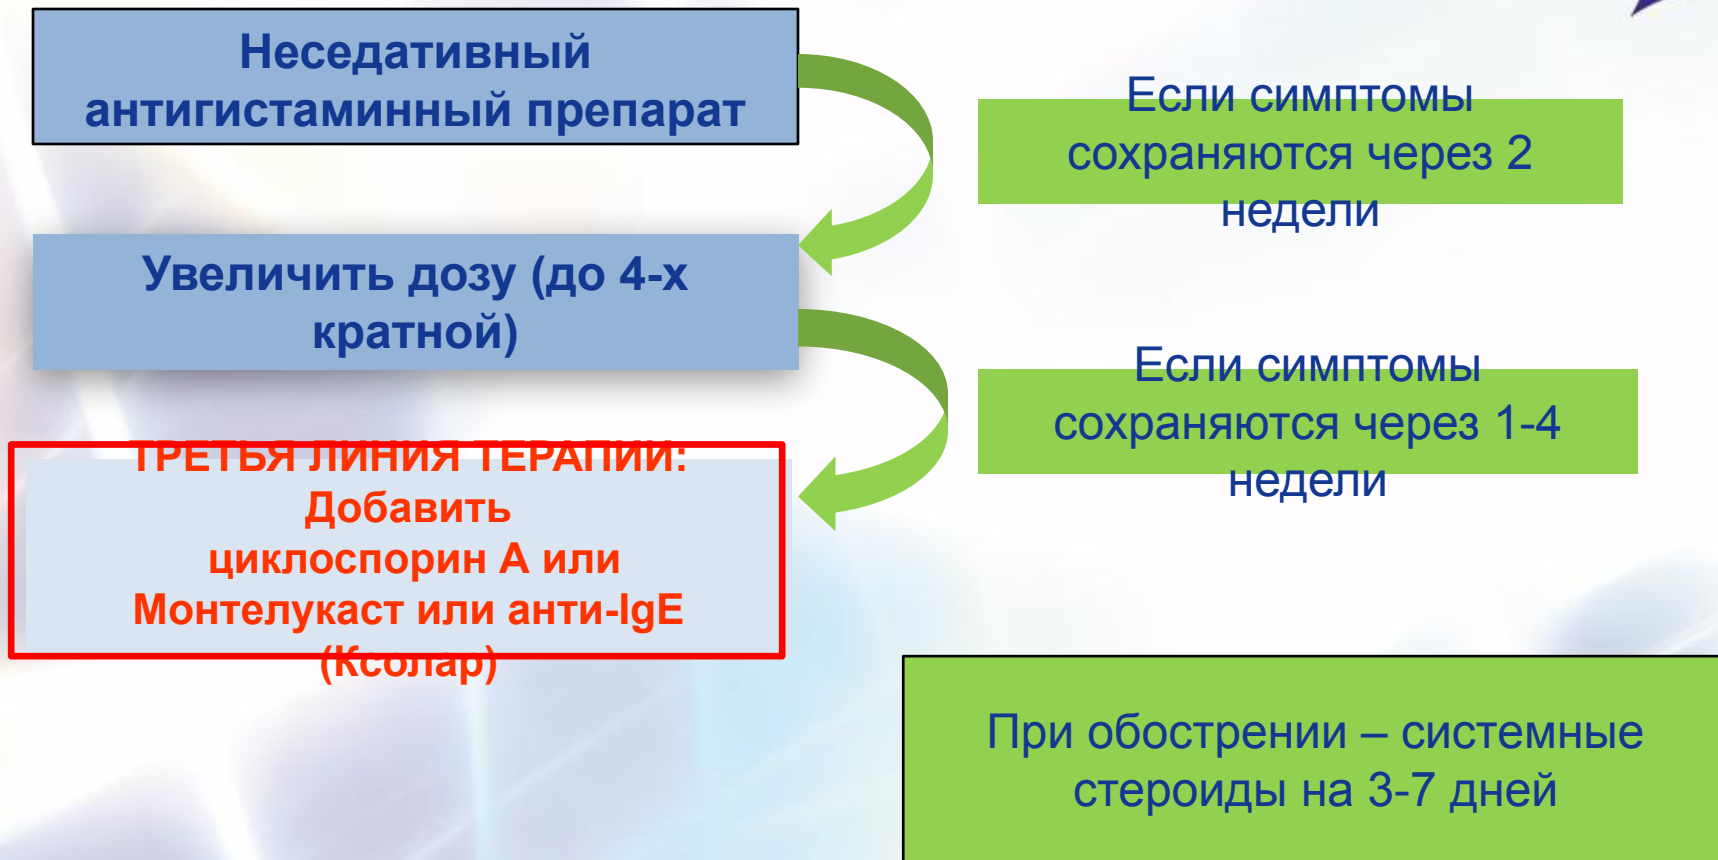 Неседативный
антигистаминный препарат
Если симптомы
сохраняются через 2
недели
Увеличить дозу (до 4-х
кратной)
Если симптомы
сохраняются через 1-4
недели
ТРЕТЬЯ ЛИНИЯ ТЕРАПИИ:
Добавить
циклоспорин А или
Монтелукаст или анти-IgE
(Ксолар)
При обострении – системные
стероиды на 3-7 дней